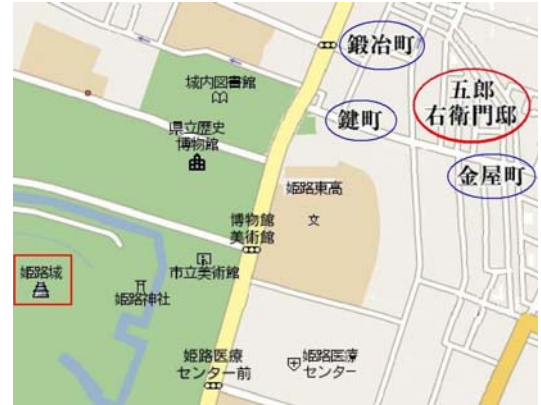 鍛冶町
五郎
右衛門邸
城内図書館
鍵町
県立歴史
博物館
金屋町
姫路東高
文
博物館
美術館
姫路城
市立美術館
姫路神社
姫路医療
センター前
姫路医療
センター